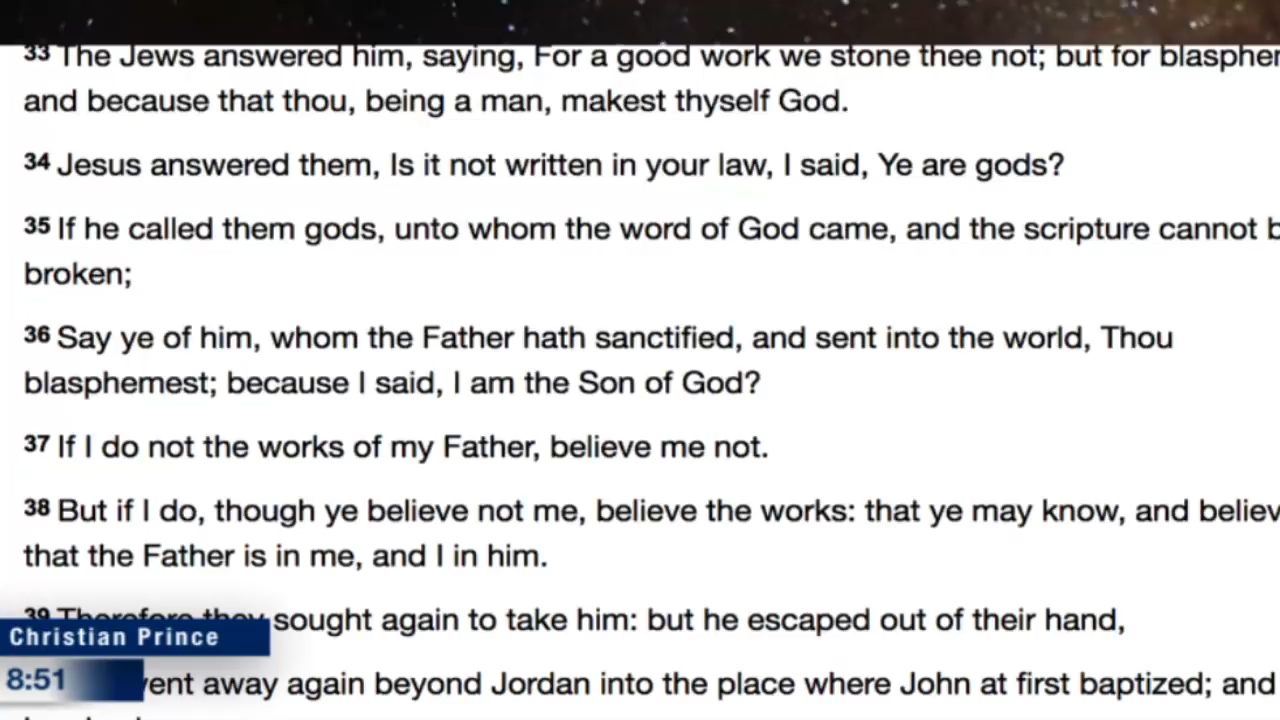 33 The Jews answered him, saying, For a good work we stone thee not; but for
and because that thou, being a man, makest thyself God.
34 Jesus answered them, Is it not written in your law, I said, Ye are gods?
35 If he called them gods, unto whom the word of God came, and the scripture cannot
broken;
36 Say ye of him, whom the Father hath sanctified, and sent into the world, Thou
blasphemest; because I said, I am the Son of God?
37 If I do not the works of my Father, believe me not.
38 But if I do, though ye believe not me, believe the works: that ye may know, and
that the Father is in me, and I in him.
39 Therefore they sought again to take him: but he escaped out of their hand,
Christian Prince
8:51 away again beyond Jordan into the place where John at first baptized; and